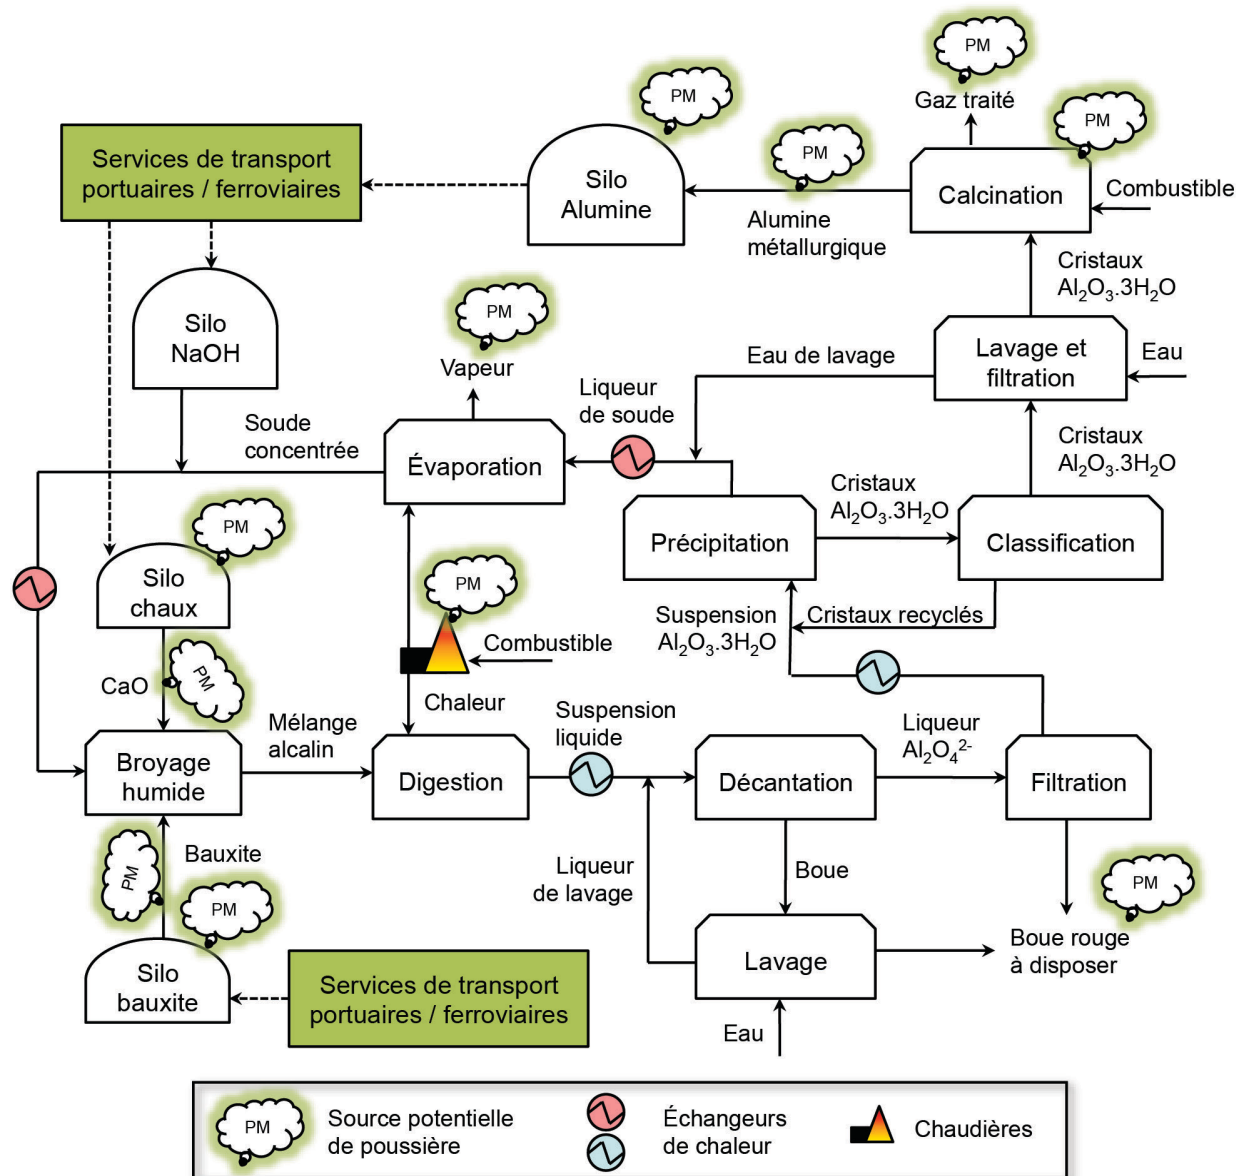 PM
Gaz traité
PM
PM
PM
Services de transport
portuaires / ferroviaires
Silo
Alumine
Alumine
métallurgique
Calcination
Combustible
Cristaux
Al₂O₃.3H₂O
Silo
NaOH
PM
Vapeur
Eau de lavage
Lavage et
filtration
Eau
Liqueur
de soude
Soude
concentrée
Évaporation
Cristaux
Al₂O₃.3H₂O
Cristaux
Al₂O₃.3H₂O
PM
Précipitation
Classification
Silo
chaux
PM
Combustible
Suspension
Al₂O₃.3H₂O
Cristaux recyclés
CaO
PM
Chaleur
Mélange
alcalin
Suspension
liquide
Liqueur
Al₂O₄²⁻
Broyage
humide
Digestion
Décantation
Filtration
Bauxite
PM
PM
Liqueur
de lavage
Boue
PM
Silo
bauxite
Services de transport
portuaires / ferroviaires
Lavage
Boue rouge
à disposer
Eau
PM
Source potentielle
de poussière
Échangeurs
de chaleur
Chaudières